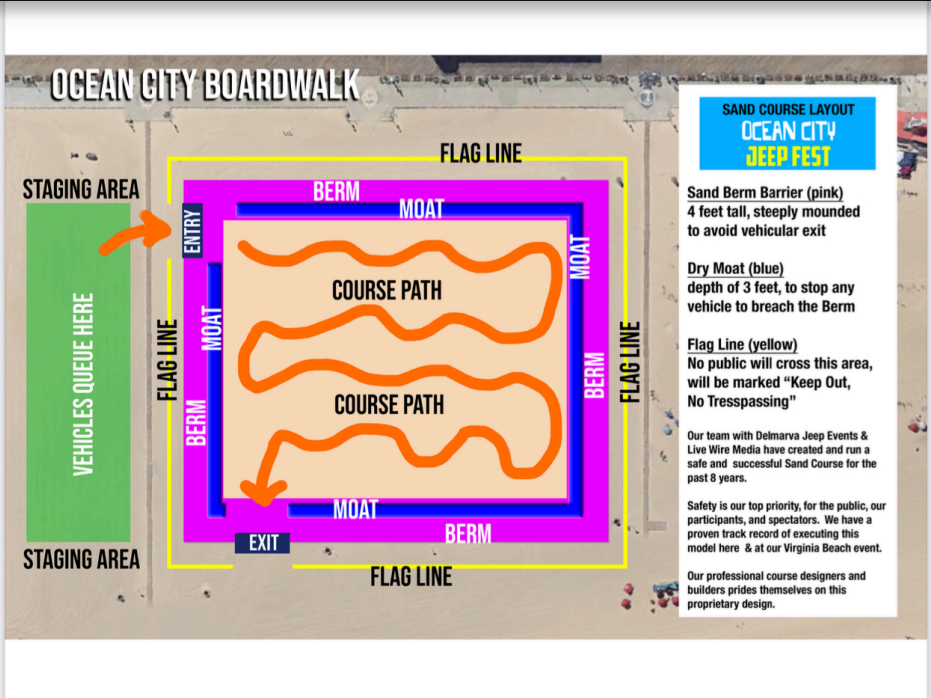 OCEAN CITY BOARDWALK
FLAG LINE
STAGING AREA
BERM
MOAT
ENTRY
MOAT
COURSE PATH
VEHICLES QUEUE HERE
MOAT
FLAG LINE
FLAG LINE
BERM
COURSE PATH
BERM
MOAT
BERM
EXIT
STAGING AREA
FLAG LINE
SAND COURSE LAYOUT
OCEAN CITY
JEEP FEST
Sand Berm Barrier (pink)
4 feet tall, steeply mounded
to avoid vehicular exit
Dry Moat (blue)
depth of 3 feet, to stop any
vehicle to breach the Berm
Flag Line (yellow)
No public will cross this area,
will be marked “Keep Out,
No Tresspassing”
Our team with Delmarva Jeep Events &
Live Wire Media have created and run a
safe and successful Sand Course for the
past 8 years.
Safety is our top priority, for the public, our
participants, and spectators. We have a
proven track record of executing this
model here & at our Virginia Beach event.
Our professional course designers and
builders prides themselves on this
proprietary design.